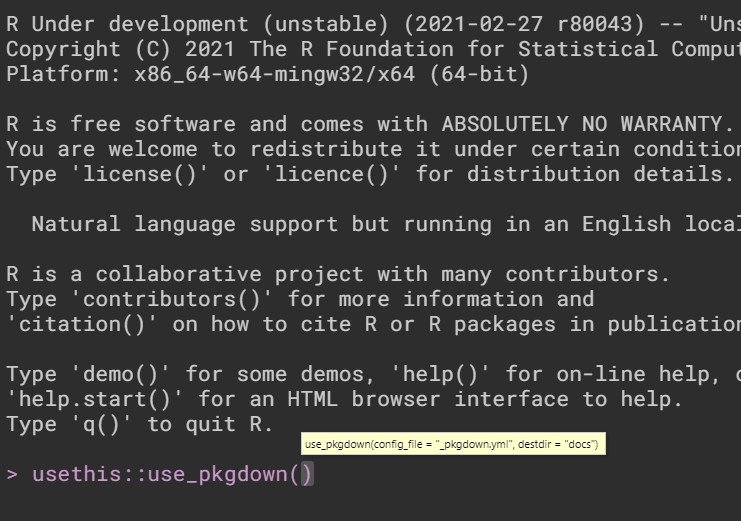 R Under development (unstable) (2021-02-27 r80043) -- "Uns
Copyright (C) 2021 The R Foundation for Statistical Comput
Platform: x86_64-w64-mingw32/x64 (64-bit)
R is free software and comes with ABSOLUTELY NO WARRANTY.
You are welcome to redistribute it under certain condition
Type 'license()' or 'licence()' for distribution details.
Natural language support but running in an English local
R is a collaborative project with many contributors.
Type 'contributors()' for more information and
'citation()' on how to cite R or R packages in publication
Type 'demo()' for some demos, 'help()' for on-line help, o
'help.start()' for an HTML browser interface to help.
Type 'q()' to quit R.
use_pkgdown(config_file = "_pkgdown.yml", destdir = "docs")
> usethis::use_pkgdown()